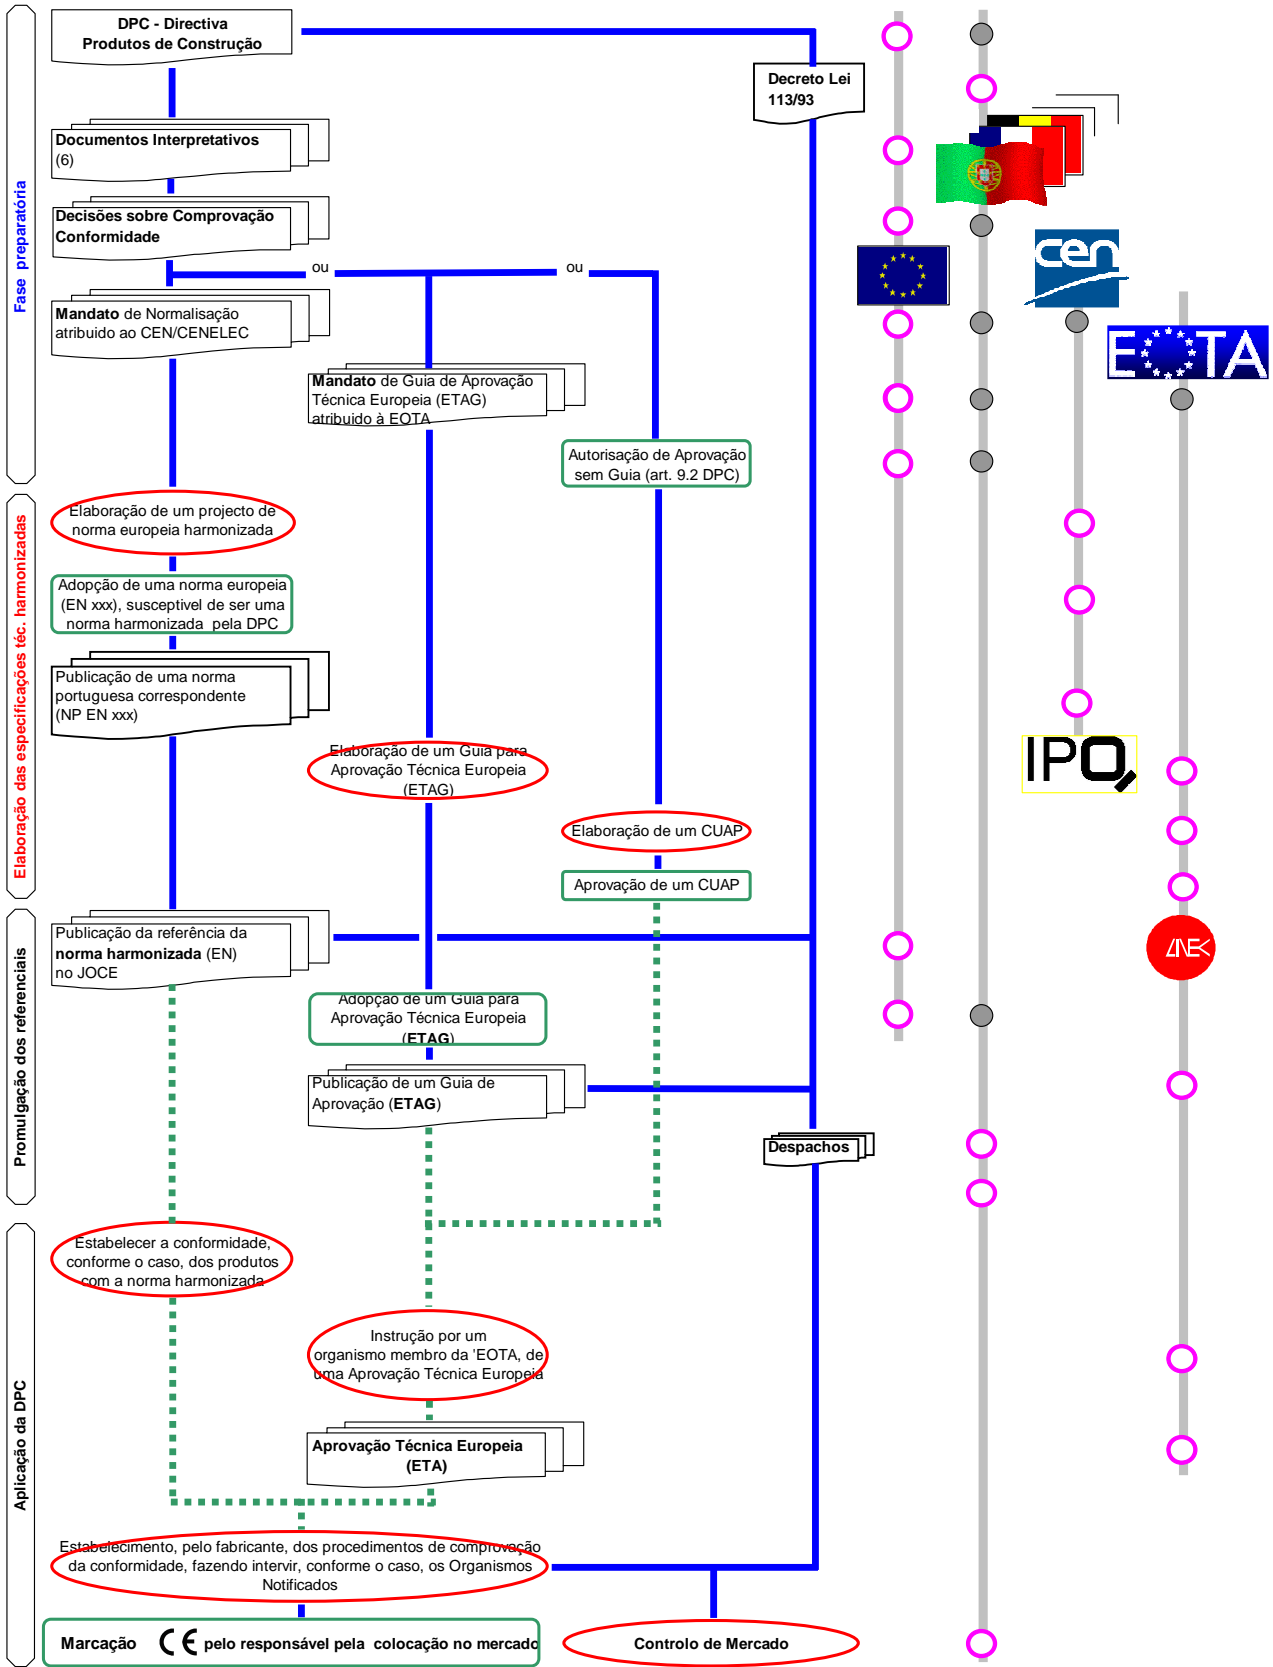 Fase preparatória
DPC - Directiva
Produtos de Construção
Decreto Lei
113/93
Documentos Interpretativos
(6)
Decisões sobre Comprovação
Conformidade
ou
ou
Mandato de Normalisação
atribuido ao CEN/CENELEC
Mandato de Guia de Aprovação
Técnica Europeia (ETAG)
atribuido à EOTA
Autorisação de Aprovação
sem Guia (art. 9.2 DPC)
cen
EOTA
Elaboração das especificações téc. harmonizadas
Elaboração de um projecto de
norma europeia harmonizada
Adopção de uma norma europeia
(EN xxx), susceptivel de ser uma
norma harmonizada pela DPC
Publicação de uma norma
portuguesa correspondente
(NP EN xxx)
Elaboração de um Guia para
Aprovação Técnica Europeia
(ETAG)
IPQ
Elaboração de um CUAP
Aprovação de um CUAP
Promulgação dos referenciais
Publicação da referência da
norma harmonizada (EN)
no JOCE
Adopção de um Guia para
Aprovação Técnica Europeia
(ETAG)
Publicação de um Guia de
Aprovação (ETAG)
Despachos
Aplicação da DPC
Estabelecer a conformidade,
conforme o caso, dos produtos
com a norma harmonizada
Instrução por um
organismo membro da 'EOTA, de
uma Aprovação Técnica Europeia
Aprovação Técnica Europeia
(ETA)
Estabelecimento, pelo fabricante, dos procedimentos de comprovação
da conformidade, fazendo intervir, conforme o caso, os Organismos
Notificados
Marcação CE pelo responsável pela colocação no mercado
Controlo de Mercado